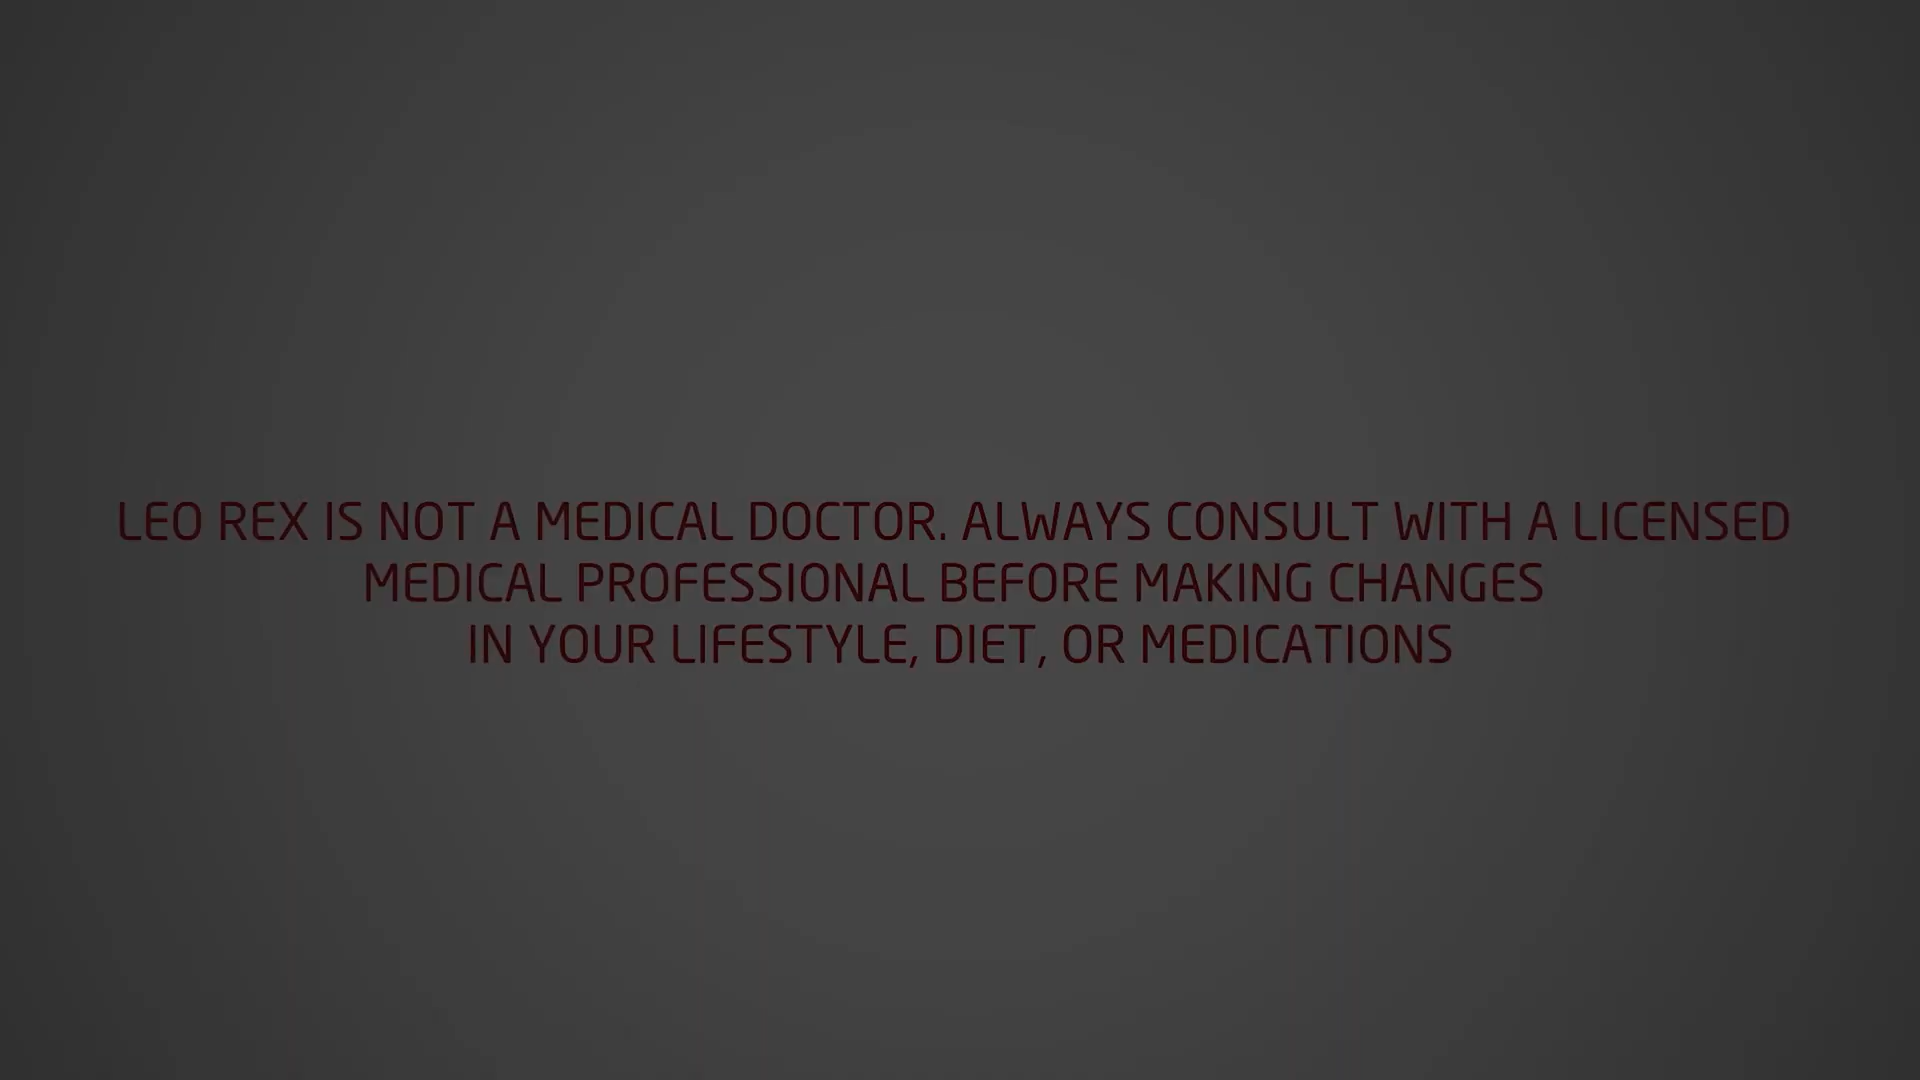 LEO REX IS NOT A MEDICAL DOCTOR. ALWAYS CONSULT WITH A LICENSED
MEDICAL PROFESSIONAL BEFORE MAKING CHANGES
IN YOUR LIFESTYLE, DIET, OR MEDICATIONS